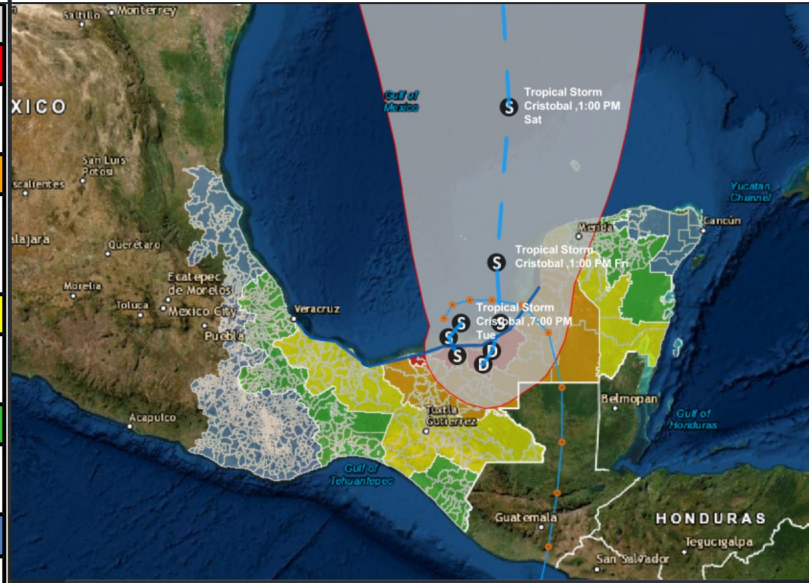 Saltillo
Monterrey
Gulf of
Mexico
Tropical Storm
Cristobal ,1:00 PM
Sat
XICO
San Luis
Potosi
scalientes
Yucatan
Channel
Cancún
Merida
alajara
Querétaro
Tropical Storm
Cristobal ,1:00 PM Fri
Morelia
Toluca
Ecatepec
de Morelos
Mexico City
Puebla
Veracruz
Tropical Storm
Cristobal ,7:00 PM
Tue
S
S
S
S
S
S
D
D
Belmopan
Acapulco
Tuxtla
Gutierrez
Gulf of
Honduras
Gulf of
Tehuantepec
Guatemala
HONDURAS
Tegucigalpa
San Salvador